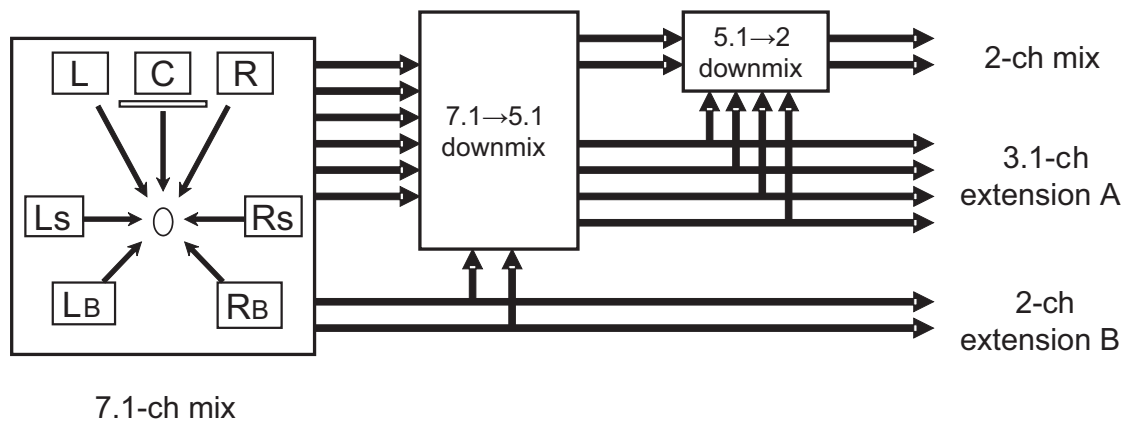 L
C
R
Ls
Rs
LB
RB
7.1-ch mix
7.1→5.1
downmix
5.1→2
downmix
2-ch mix
3.1-ch
extension A
2-ch
extension B